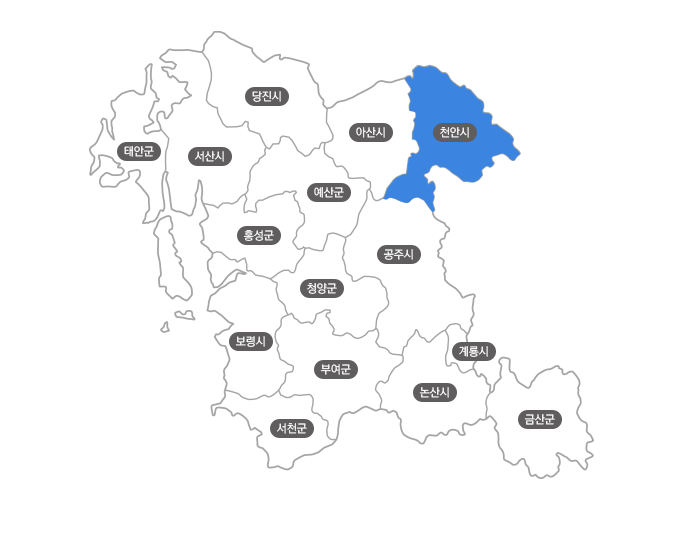 당진시
아산시
천안시
태안군
서산시
예산군
홍성군
공주시
청양군
보령시
계룡시
부여군
논산시
금산군
서천군